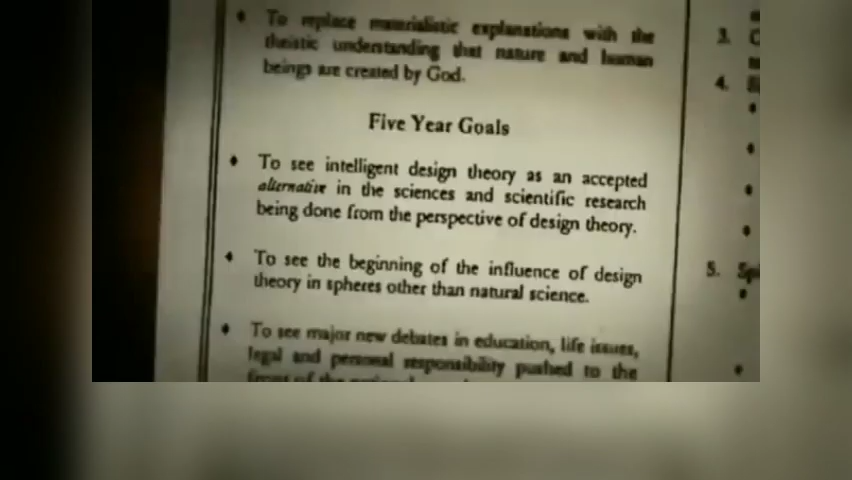 ♦ To replace materialistic explanations with the
theistic understanding that nature and human
beings are created by God.
Five Year Goals
♦ To see intelligent design theory as an accepted
alternative in the sciences and scientific research
being done from the perspective of design theory.
♦ To see the beginning of the influence of design
theory in spheres other than natural science.
♦ To see major new debates in education, life issues,
legal and personal responsibility pushed to the
front of the
3.
4.
5.